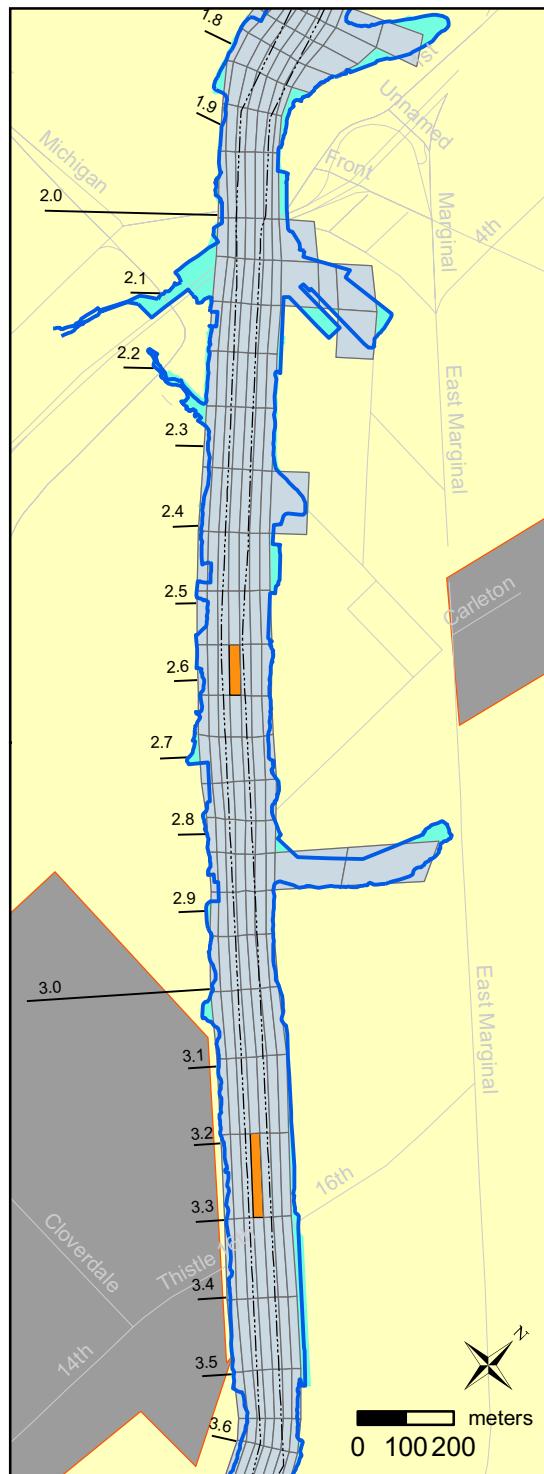 1.8
1st
1.9
Unnamed
Michigan
Front
2.0
Marginal
4th
2.1
2.2
East Marginal
2.3
2.4
2.5
Carleton
2.6
2.7
2.8
2.9
3.0
East Marginal
3.1
3.2
16th
3.3
Cloverdale
Thistle 16th
3.4
14th
3.5
N
3.6
meters
0 100 200